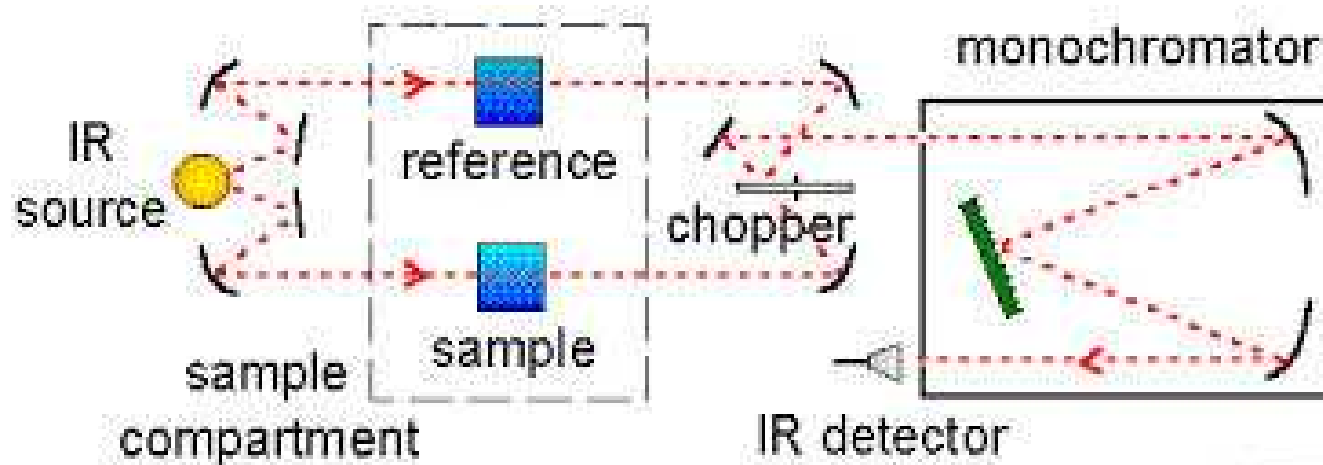 monochromator
IR
source
reference
chopper
sample
sample
compartment
IR detector